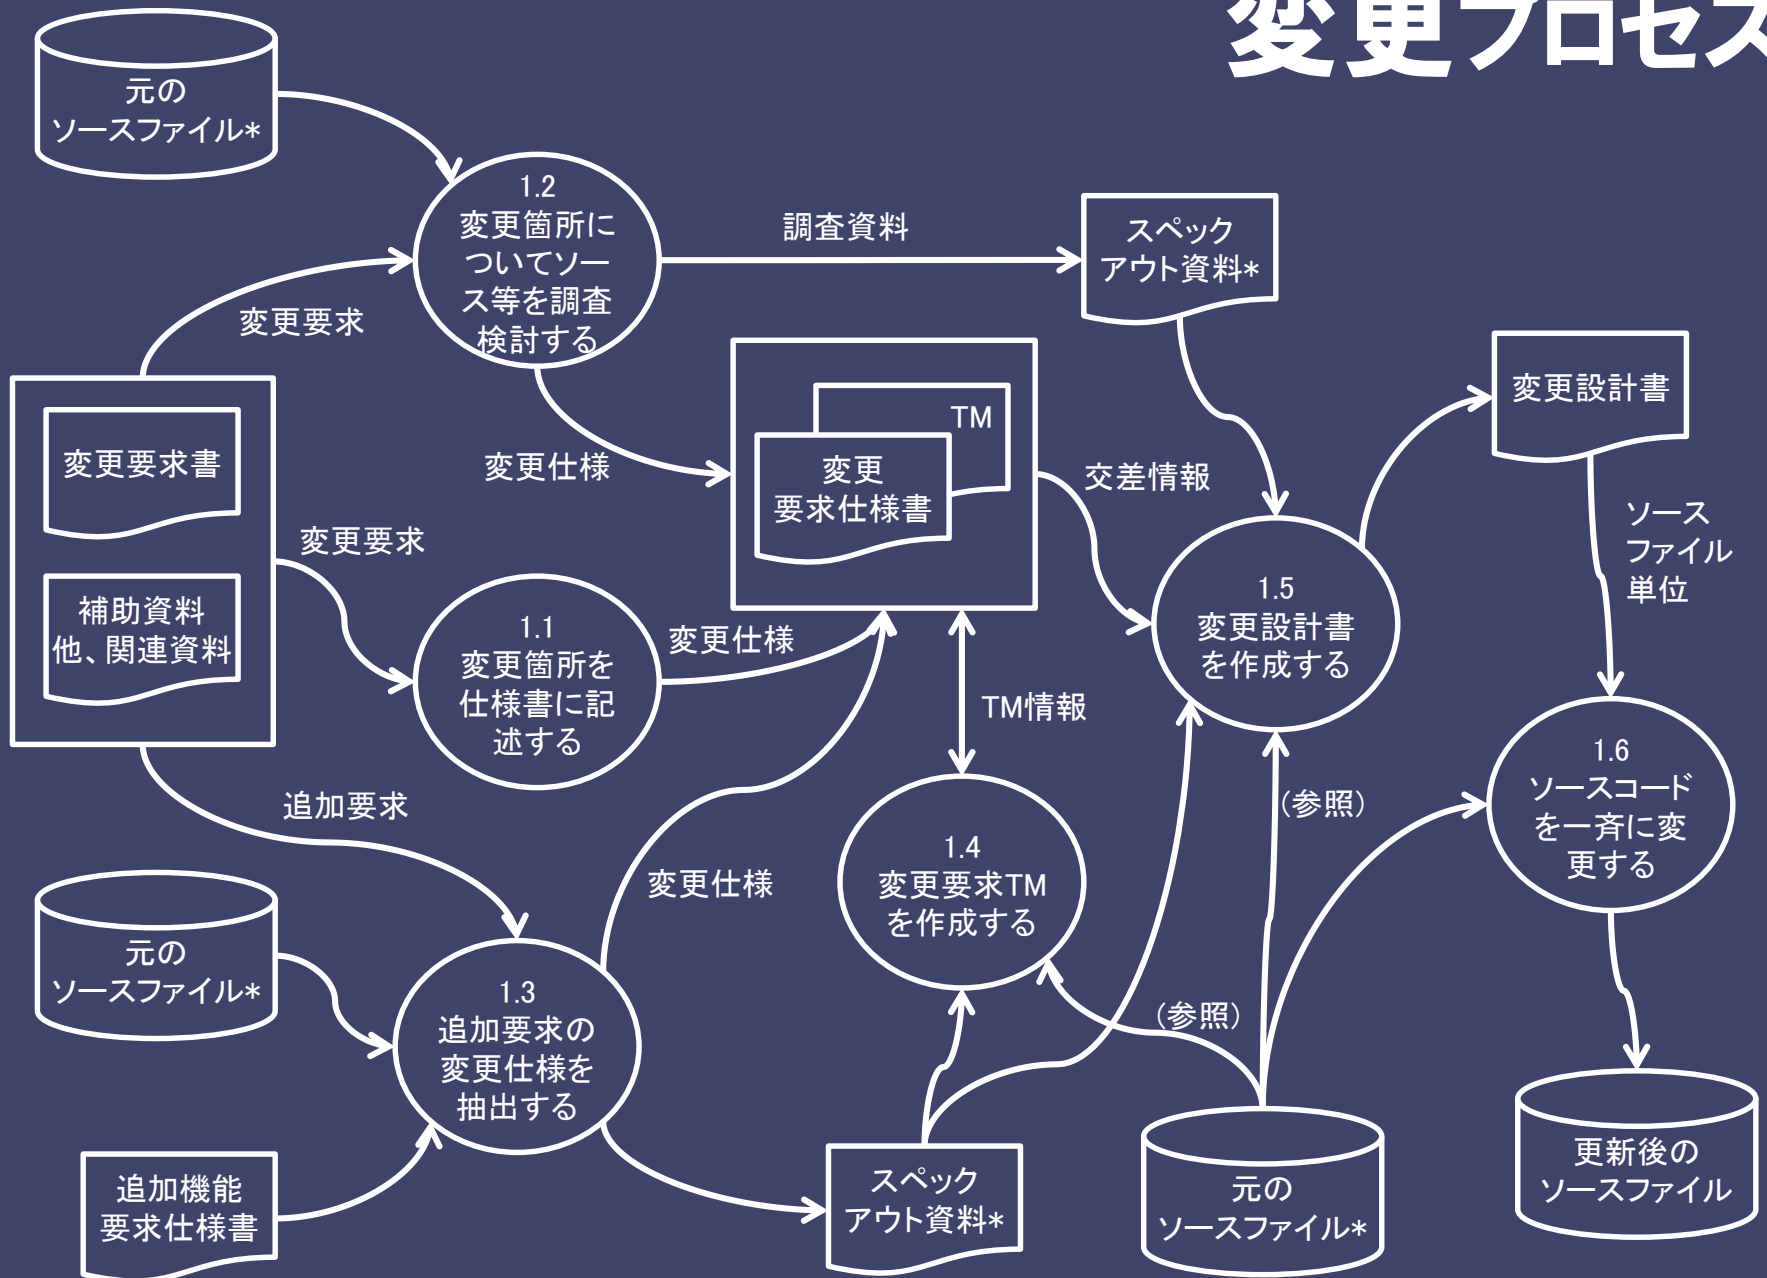 変更プロセス
元の
ソースファイル*
1.2
変更箇所に
ついてソー
ス等を調査
検討する
調査資料
スペック
アウト資料*
変更要求
変更要求書
補助資料
他、関連資料
変更要求
変更仕様
TM
変更
要求仕様書
交差情報
変更設計書
ソース
ファイル
単位
1.1
変更箇所を
仕様書に記
述する
変更仕様
TM情報
1.5
変更設計書
を作成する
追加要求
(参照)
1.6
ソースコード
を一斉に変
更する
変更仕様
1.4
変更要求TM
を作成する
元の
ソースファイル*
1.3
追加要求の
変更仕様を
抽出する
(参照)
追加機能
要求仕様書
スペック
アウト資料*
元の
ソースファイル*
更新後の
ソースファイル